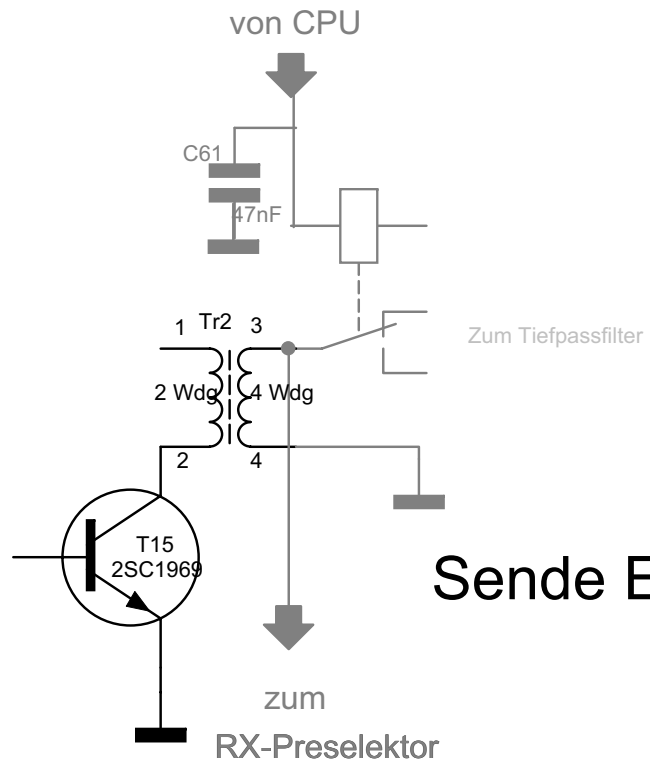 von CPU
C61
47nF
1
Tr2
3
Zum Tiefpassfilter
2 Wdg
4 Wdg
2
4
T15
2SC1969
Sende E
zum
RX-Preselektor